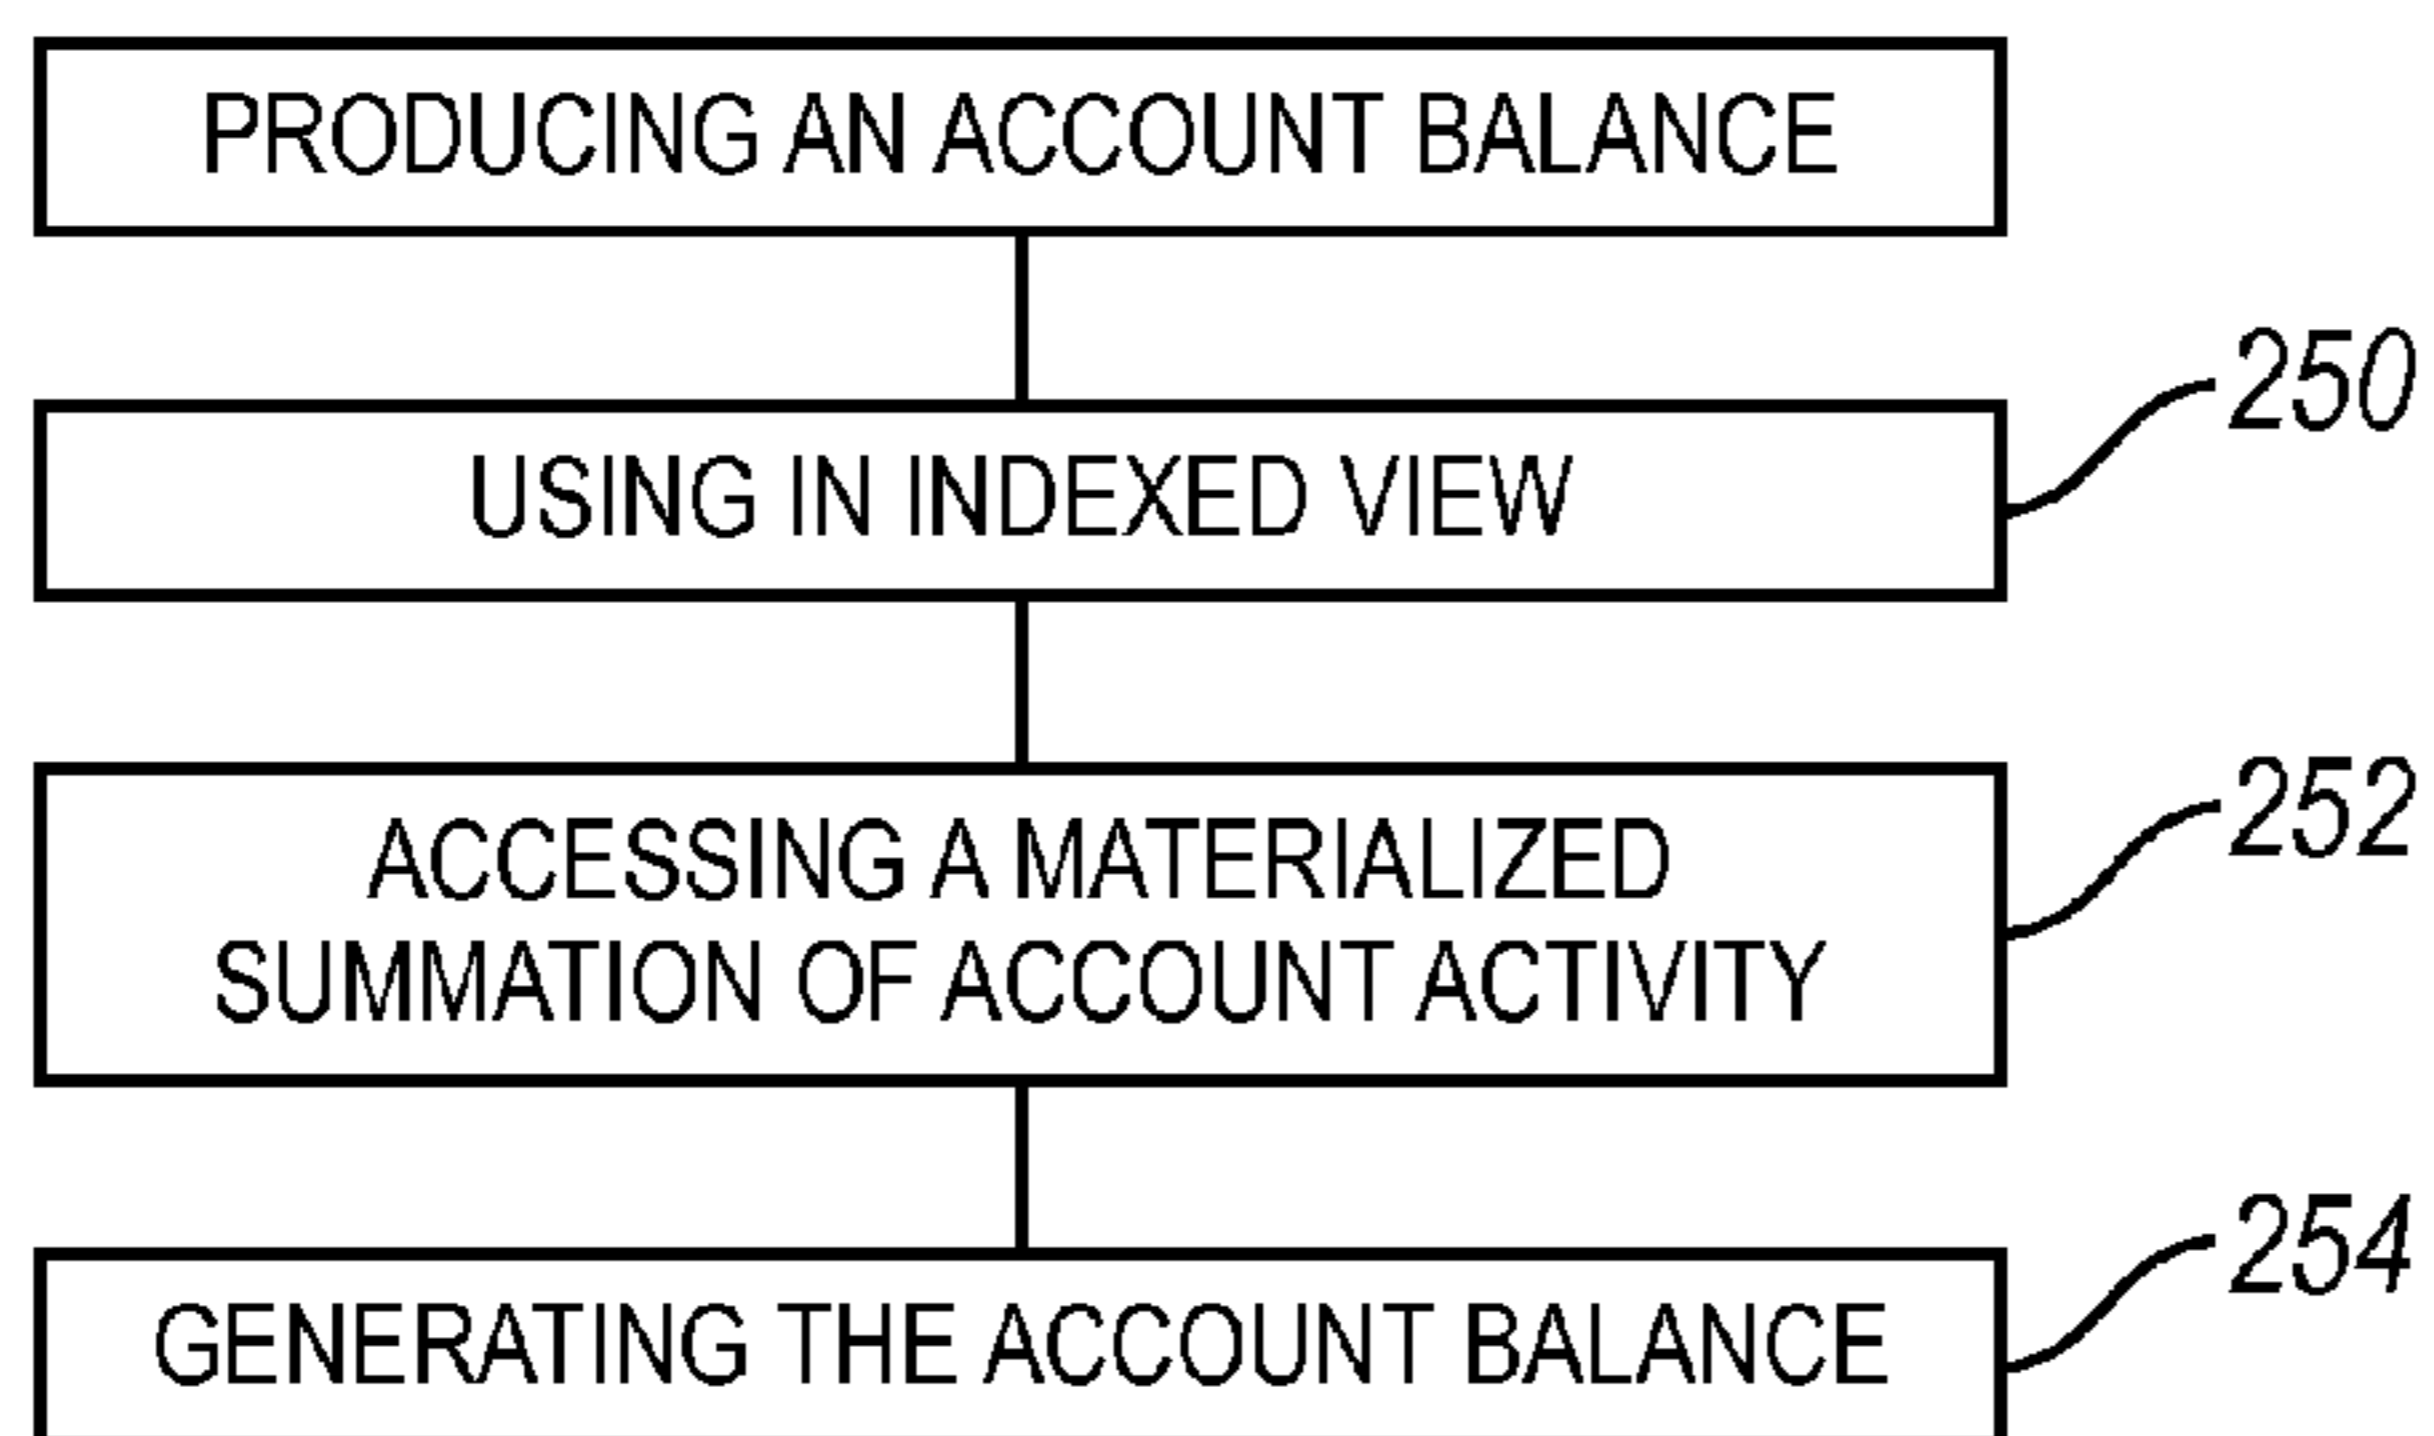 PRODUCING AN ACCOUNT BALANCE
250
USING IN INDEXED VIEW
252
ACCESSING A MATERIALIZED
SUMMATION OF ACCOUNT ACTIVITY
254
GENERATING THE ACCOUNT BALANCE